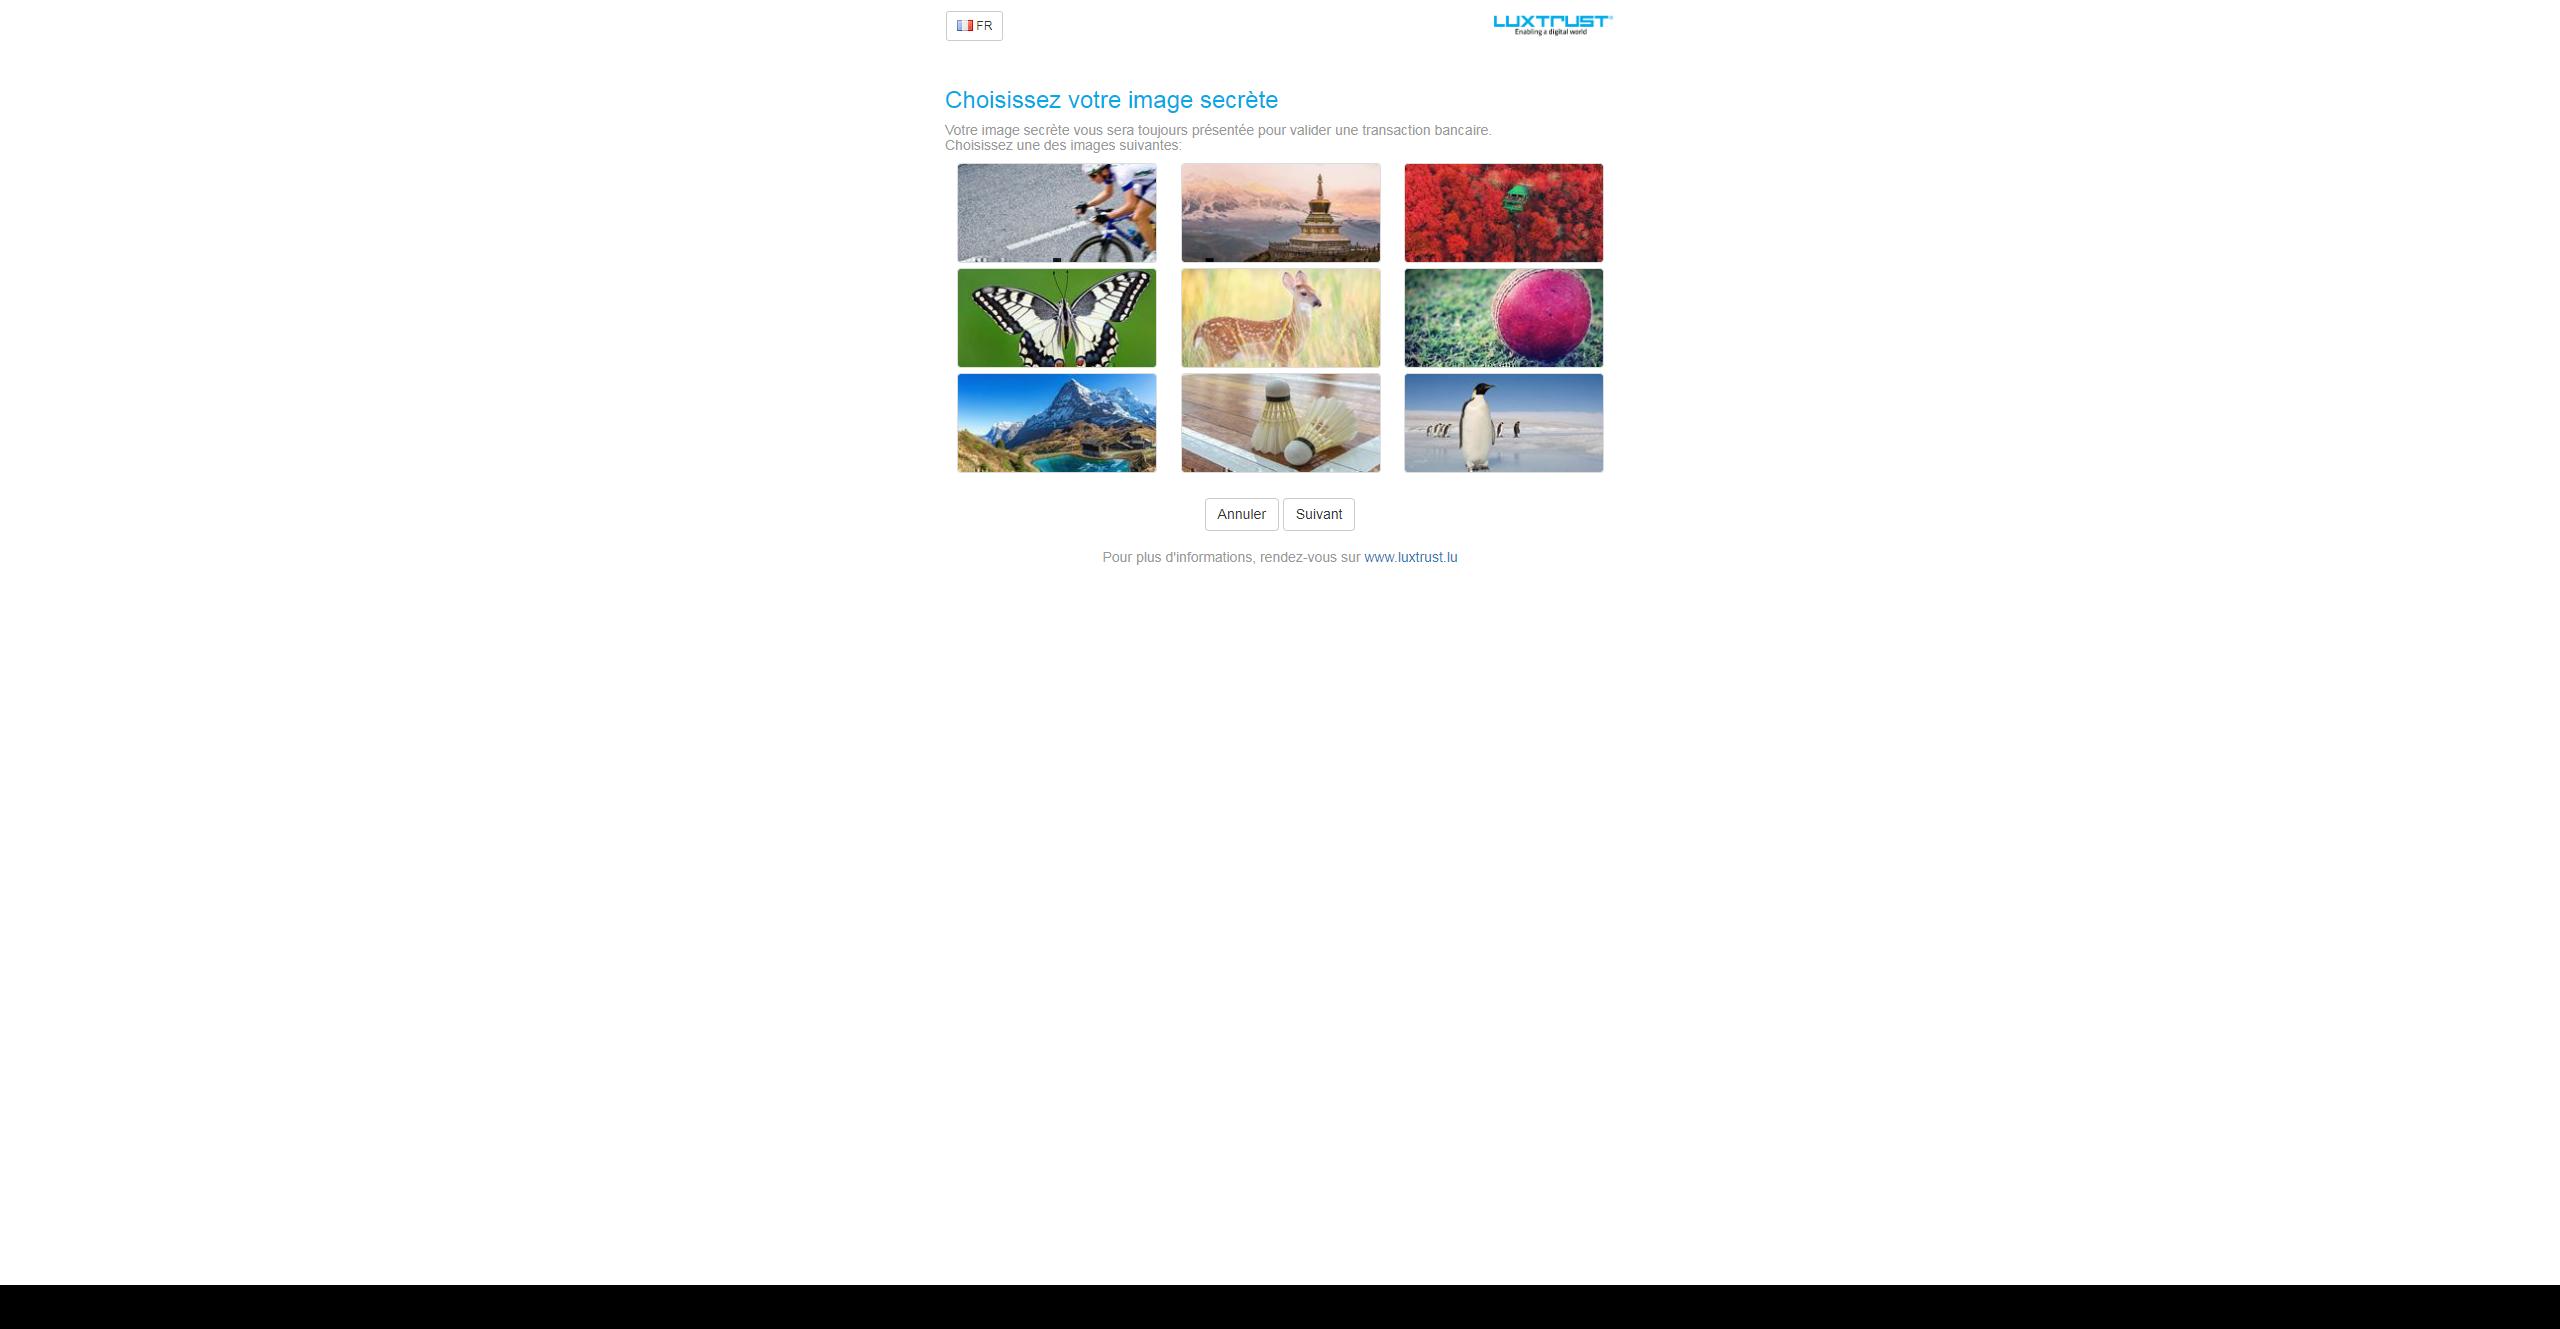 FR
LUXTRUST
Enabling a digital world
Choisissez votre image secrète
Votre image secrète vous sera toujours présentée pour valider une transaction bancaire.
Choisissez une des images suivantes:
Annuler
Suivant
Pour plus d'informations, rendez-vous sur www.luxtrust.lu